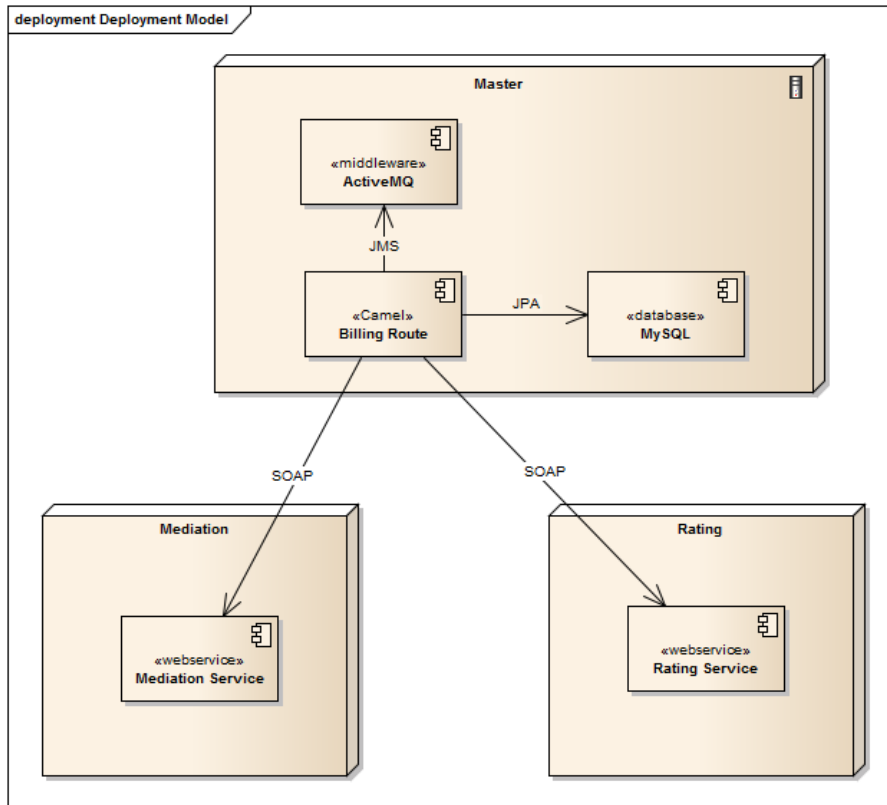 deployment Deployment Model
Master
«middleware»
ActiveMQ
JMS
«Camel»
Billing Route
JPA
«database»
MySQL
SOAP
SOAP
Mediation
«webservice»
Mediation Service
Rating
«webservice»
Rating Service